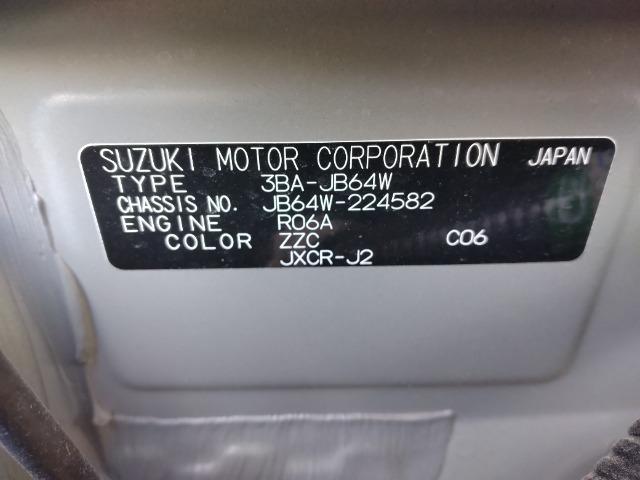 SUZUKI MOTOR CORPORATION JAPAN
TYPE 3BA-JB64W
CHASSIS NO. JB64W-224582
ENGINE R06A
COLOR ZZC C06
JXCR-J2